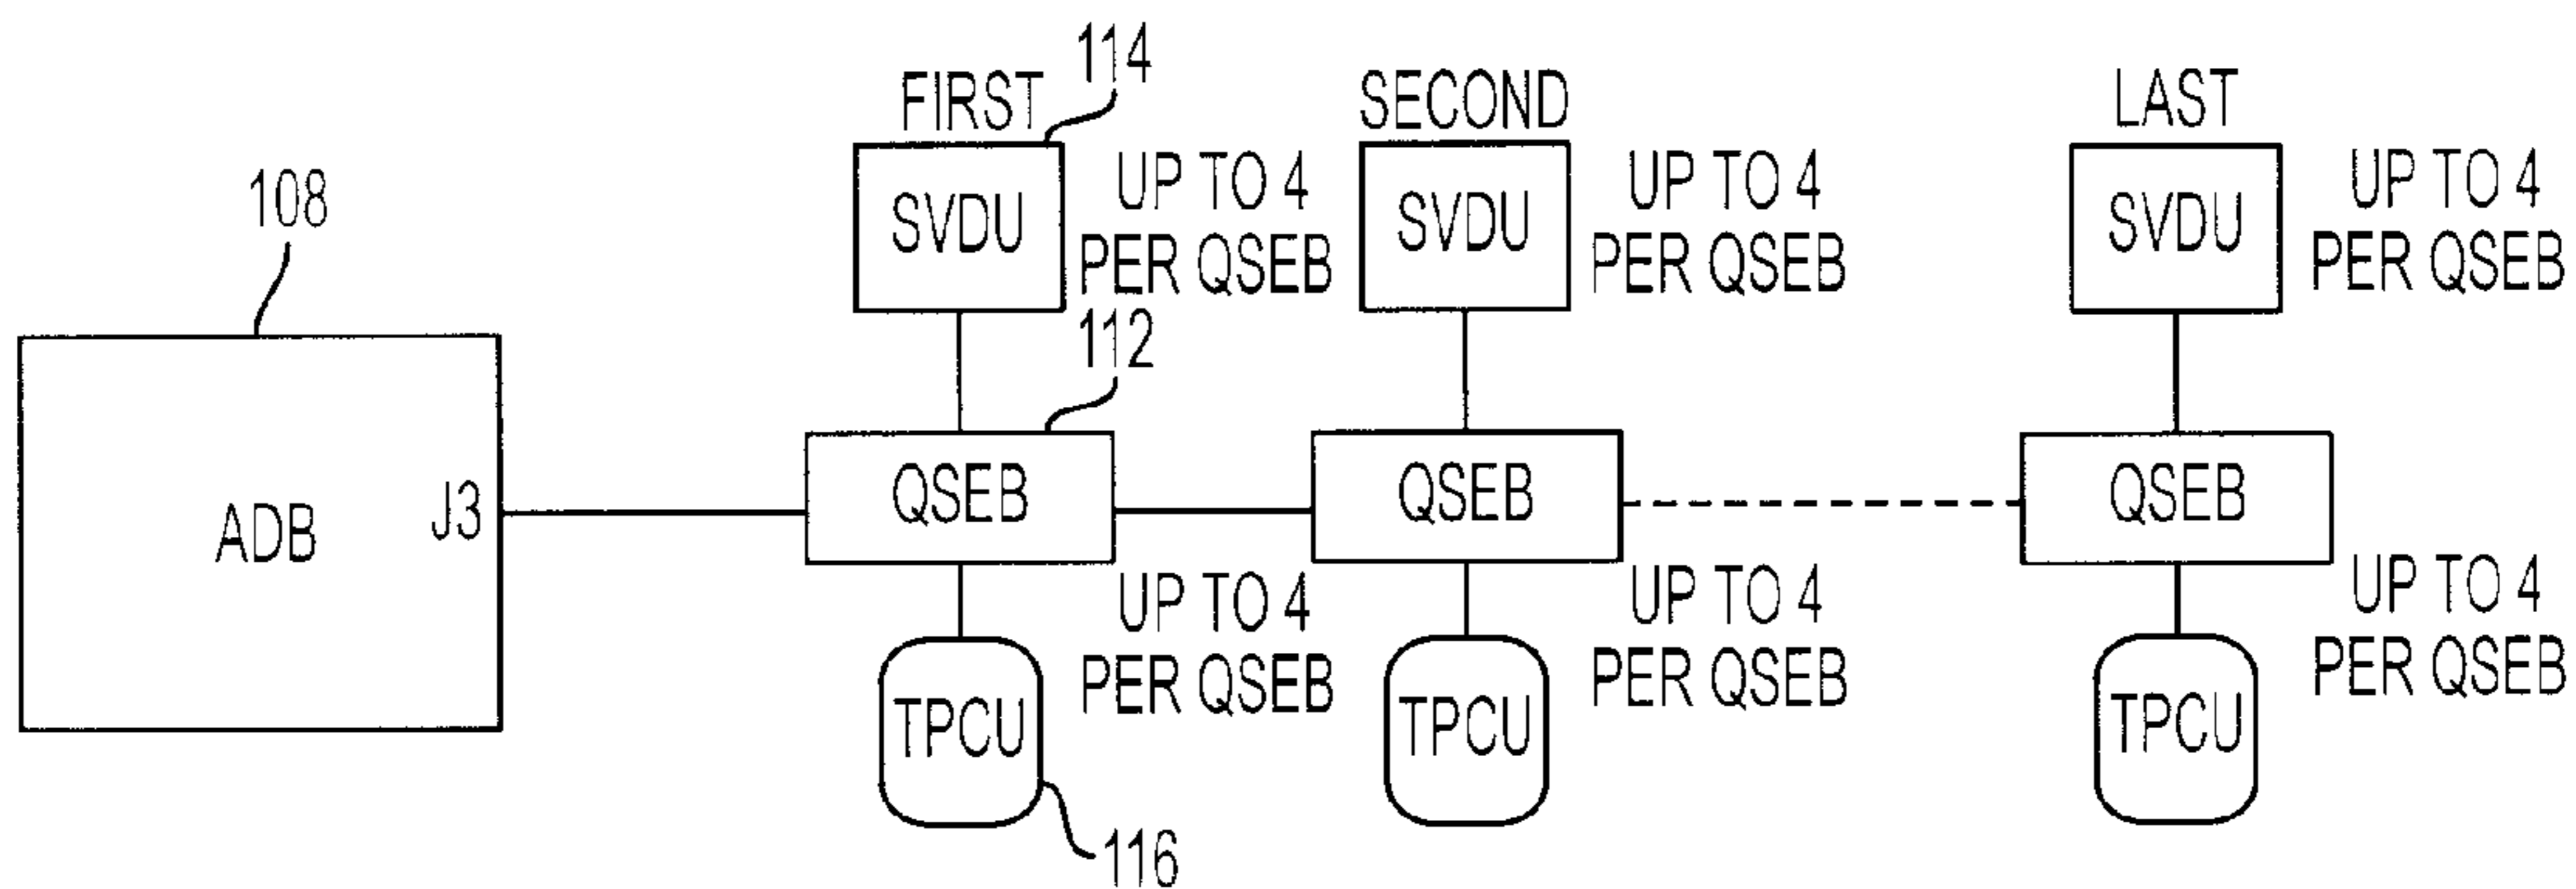 108
ADB
J3
FIRST
114
SVDU
UP TO 4
PER QSEB
112
QSEB
UP TO 4
PER QSEB
TPCU
116
SECOND
SVDU
UP TO 4
PER QSEB
QSEB
UP TO 4
PER QSEB
TPCU
LAST
SVDU
UP TO 4
PER QSEB
QSEB
UP TO 4
PER QSEB
TPCU